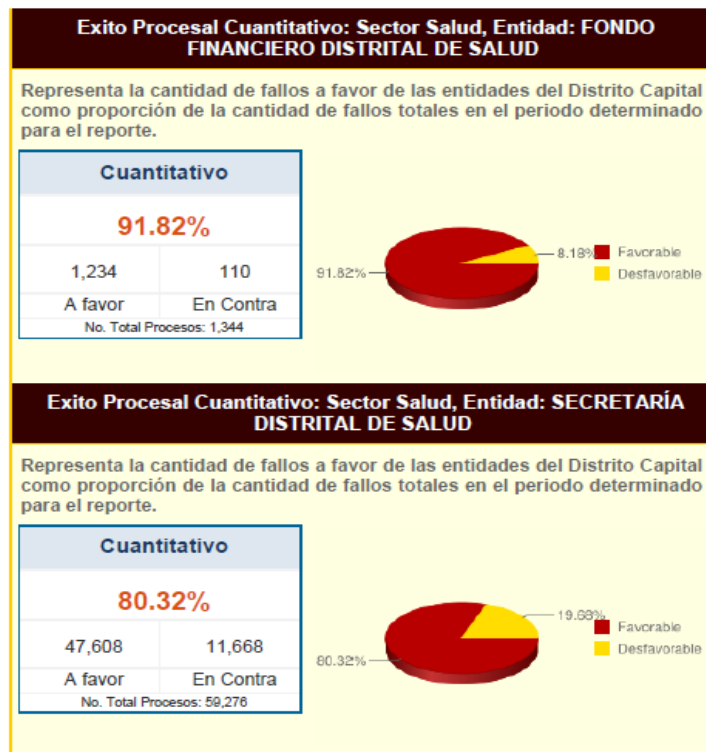 Exito Procesal Cuantitativo: Sector Salud, Entidad: FONDO
FINANCIERO DISTRITAL DE SALUD
Representa la cantidad de fallos a favor de las entidades del Distrito Capital
como proporción de la cantidad de fallos totales en el periodo determinado
para el reporte.
Cuantitativo
91.82%
1,234 110
A favor En Contra
No. Total Procesos: 1,344
91.82%
8.18%
Favorable
Desfavorable
Exito Procesal Cuantitativo: Sector Salud, Entidad: SECRETARÍA
DISTRITAL DE SALUD
Representa la cantidad de fallos a favor de las entidades del Distrito Capital
como proporción de la cantidad de fallos totales en el periodo determinado
para el reporte.
Cuantitativo
80.32%
47,608 11,668
A favor En Contra
No. Total Procesos: 59,276
80.32%
19.68%
Favorable
Desfavorable